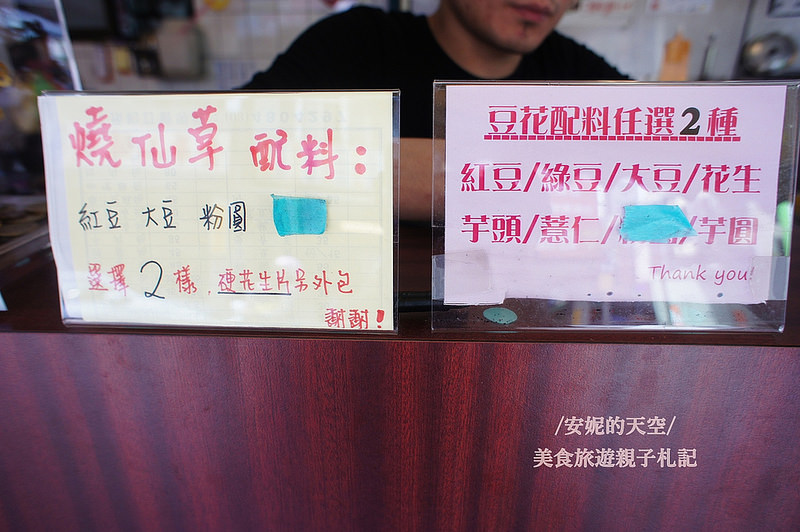 燒仙草 配料：
紅豆 大豆 粉圓
選擇 2 樣，硬花生片另外包
謝謝！
豆花配料任選2種
紅豆/綠豆/大豆/花生
芋頭/薏仁/ /芋圓
Thank you!
/安妮的天空/
美食旅遊親子札記